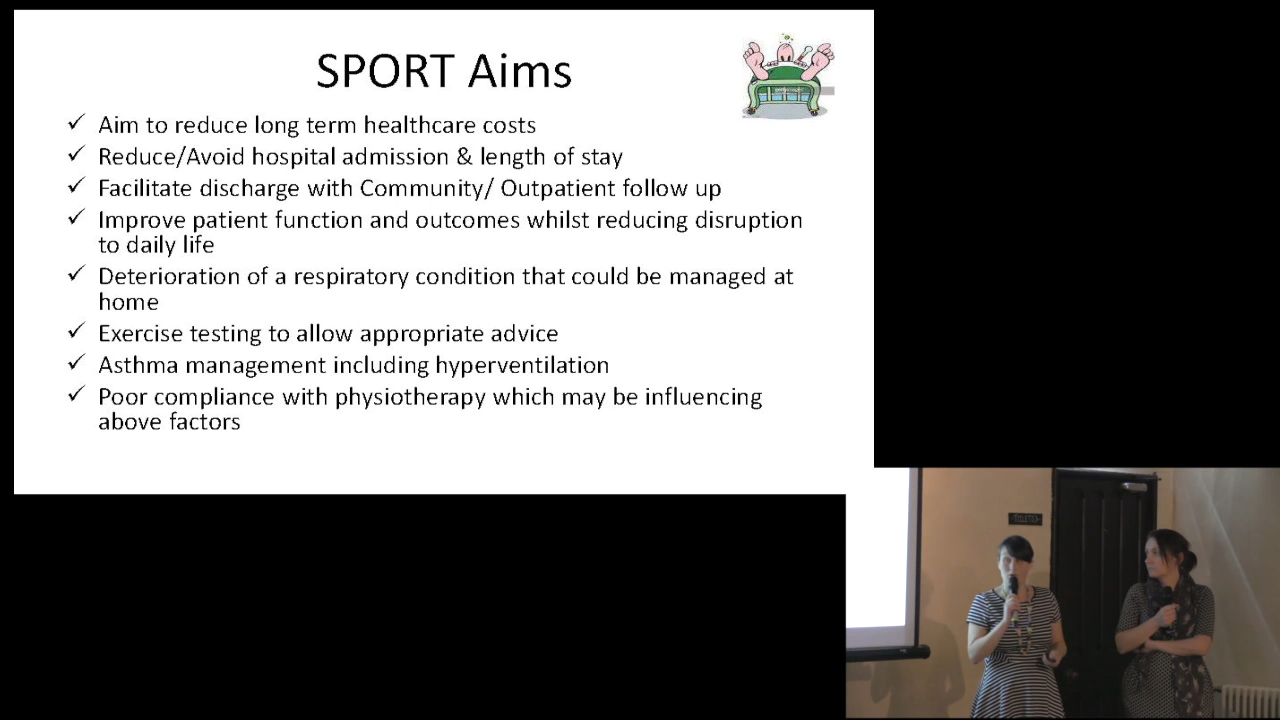 SPORT Aims
✓ Aim to reduce long term healthcare costs
✓ Reduce/Avoid hospital admission & length of stay
✓ Facilitate discharge with Community/ Outpatient follow up
✓ Improve patient function and outcomes whilst reducing disruption
to daily life
✓ Deterioration of a respiratory condition that could be managed at
home
✓ Exercise testing to allow appropriate advice
✓ Asthma management including hyperventilation
✓ Poor compliance with physiotherapy which may be influencing
above factors